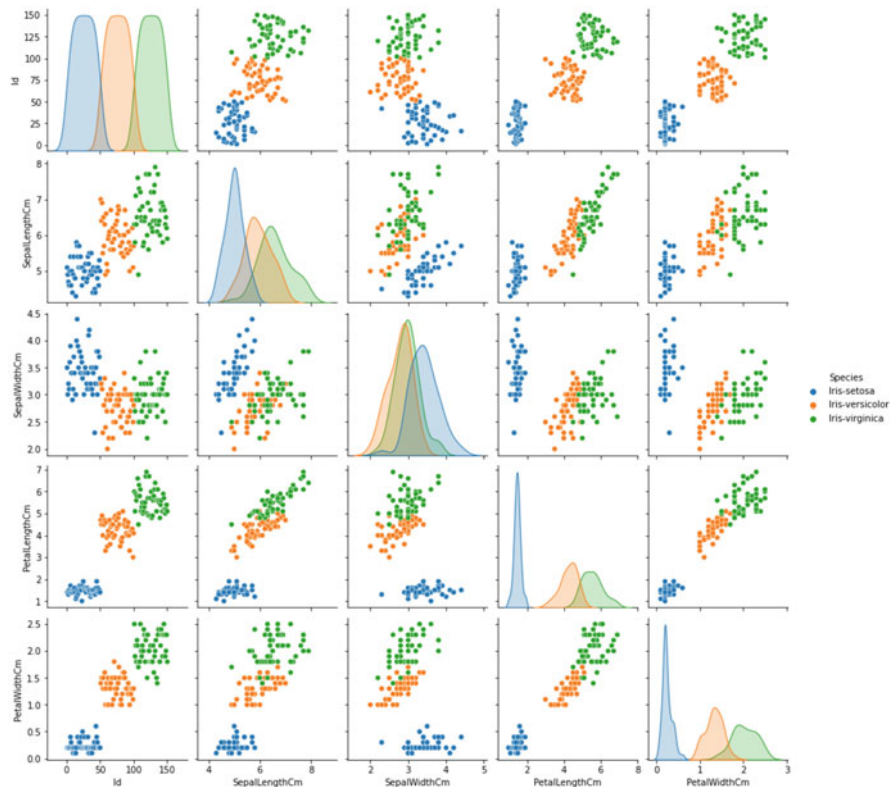 150
125
100
75
50
25
0
Id
8
7
6
5
SepalLengthCm
4.5
4.0
3.5
3.0
2.5
2.0
SepalWidthCm
Species
Iris-setosa
Iris-versicolor
Iris-virginica
7
6
5
4
3
2
1
PetalLengthCm
2.5
2.0
1.5
1.0
0.5
0.0
PetalWidthCm
0 50 100 150
Id
4 6 8
SepalLengthCm
2 3 4 5
SepalWidthCm
2 4 6 8
PetalLengthCm
0 1 2 3
PetalWidthCm